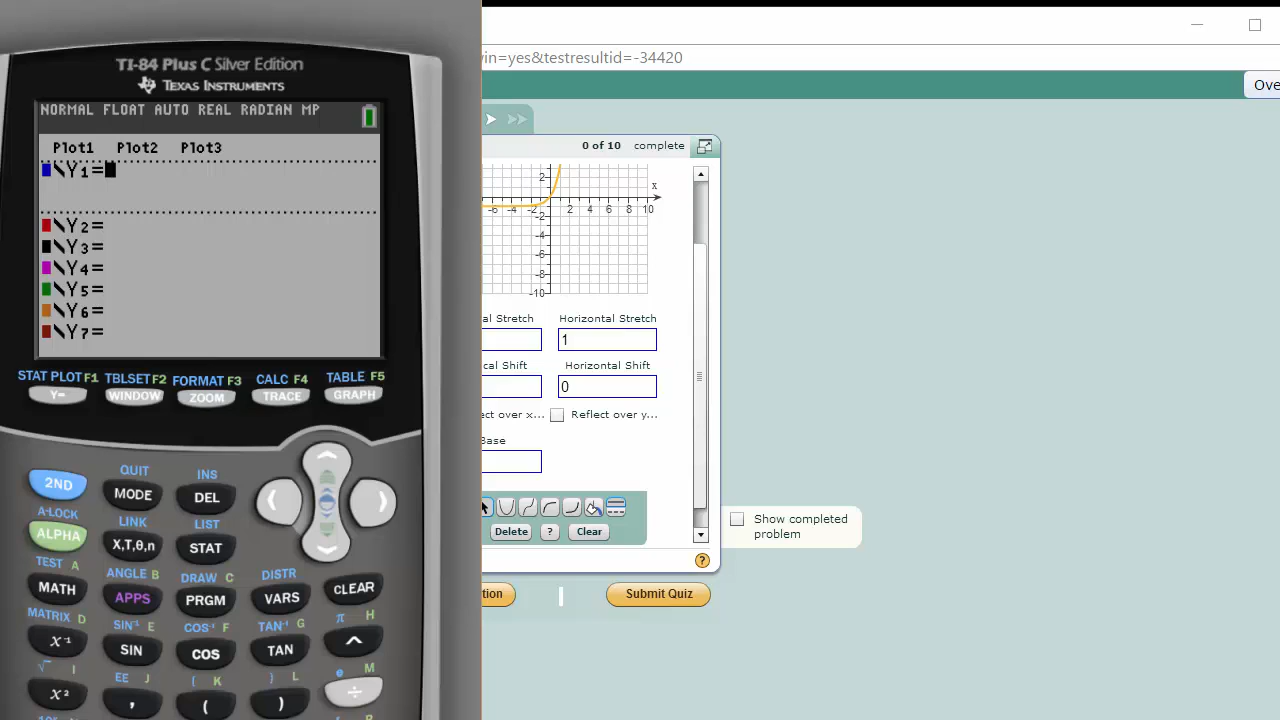 TI-84 Plus C Silver Edition
TEXAS INSTRUMENTS
NORMAL FLOAT AUTO REAL RADIAN MP
Plot1 Plot2 Plot3
\Y1=
\Y2=
\Y3=
\Y4=
\Y5=
\Y6=
\Y7=
STAT PLOT F1 TBLSET F2 FORMAT F3 CALC F4 TABLE F5
Y= WINDOW ZOOM TRACE GRAPH
QUIT INS
2ND MODE DEL
A-LOCK LINK LIST
ALPHA X,T,θ,n STAT
TEST A ANGLE B DRAW C DISTR
MATH APPS PRGM VARS CLEAR
MATRIX D SIN⁻¹ E COS⁻¹ F TAN⁻¹ G π H
x⁻¹ SIN COS TAN ^
√ I EE J { K } L e M
x² , ( ) ÷
in=yes&testresultid=-34420
Ove
0 of 10 complete
2
x
-6 -4 -2 2 4 6 8 10
-2
-4
-6
-8
-10
al Stretch Horizontal Stretch
1
ical Shift Horizontal Shift
0
ect over x... Reflect over y...
Base
Delete ? Clear
Show completed
problem
?
tion Submit Quiz